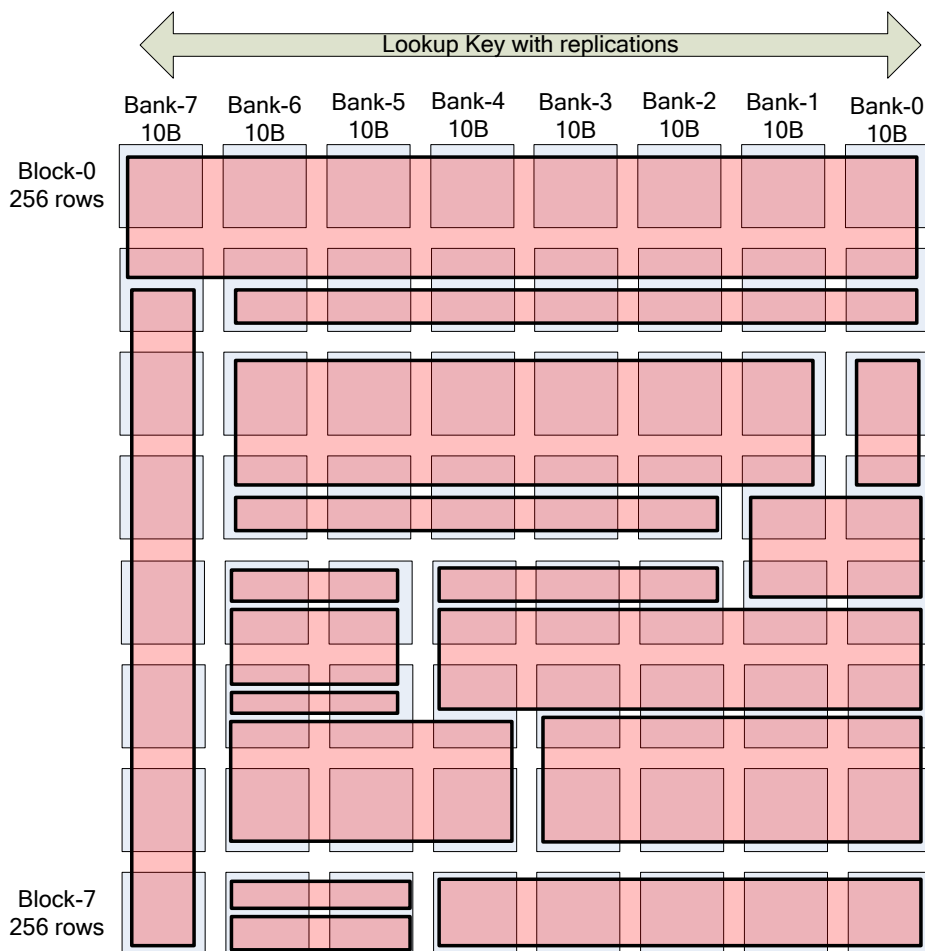 Lookup Key with replications
Bank-7 Bank-6 Bank-5 Bank-4 Bank-3 Bank-2 Bank-1 Bank-0
10B 10B 10B 10B 10B 10B 10B 10B
Block-0
256 rows
Block-7
256 rows